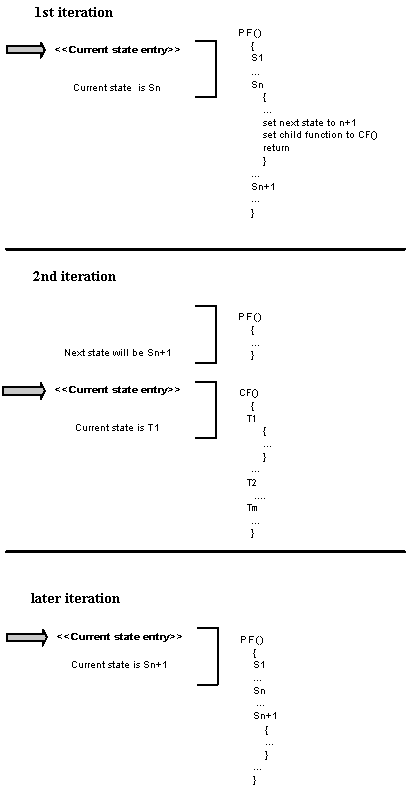 1st iteration
<<Current state entry>>
Current state is Sn
PF()
{
S1
...
Sn
{
...
set next state to n+1
set child function to CF()
return
}
...
Sn+1
...
}
2nd iteration
Next state will be Sn+1
PF()
{
...
}
<<Current state entry>>
Current state is T1
CF()
{
T1
{
...
}
...
T2
.....
Tm
...
}
later iteration
<<Current state entry>>
Current state is Sn+1
PF()
{
S1
...
Sn
...
Sn+1
{
...
}
...
}